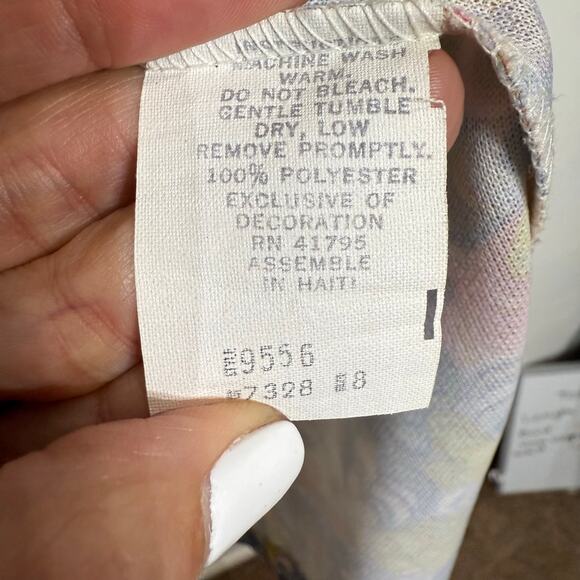 MACHINE WASH
WARM.
DO NOT BLEACH.
GENTLE TUMBLE
DRY, LOW
REMOVE PROMPTLY.
100% POLYESTER
EXCLUSIVE OF
DECORATION
RN 41795
ASSEMBLE
IN HAITI
9556
7328 8